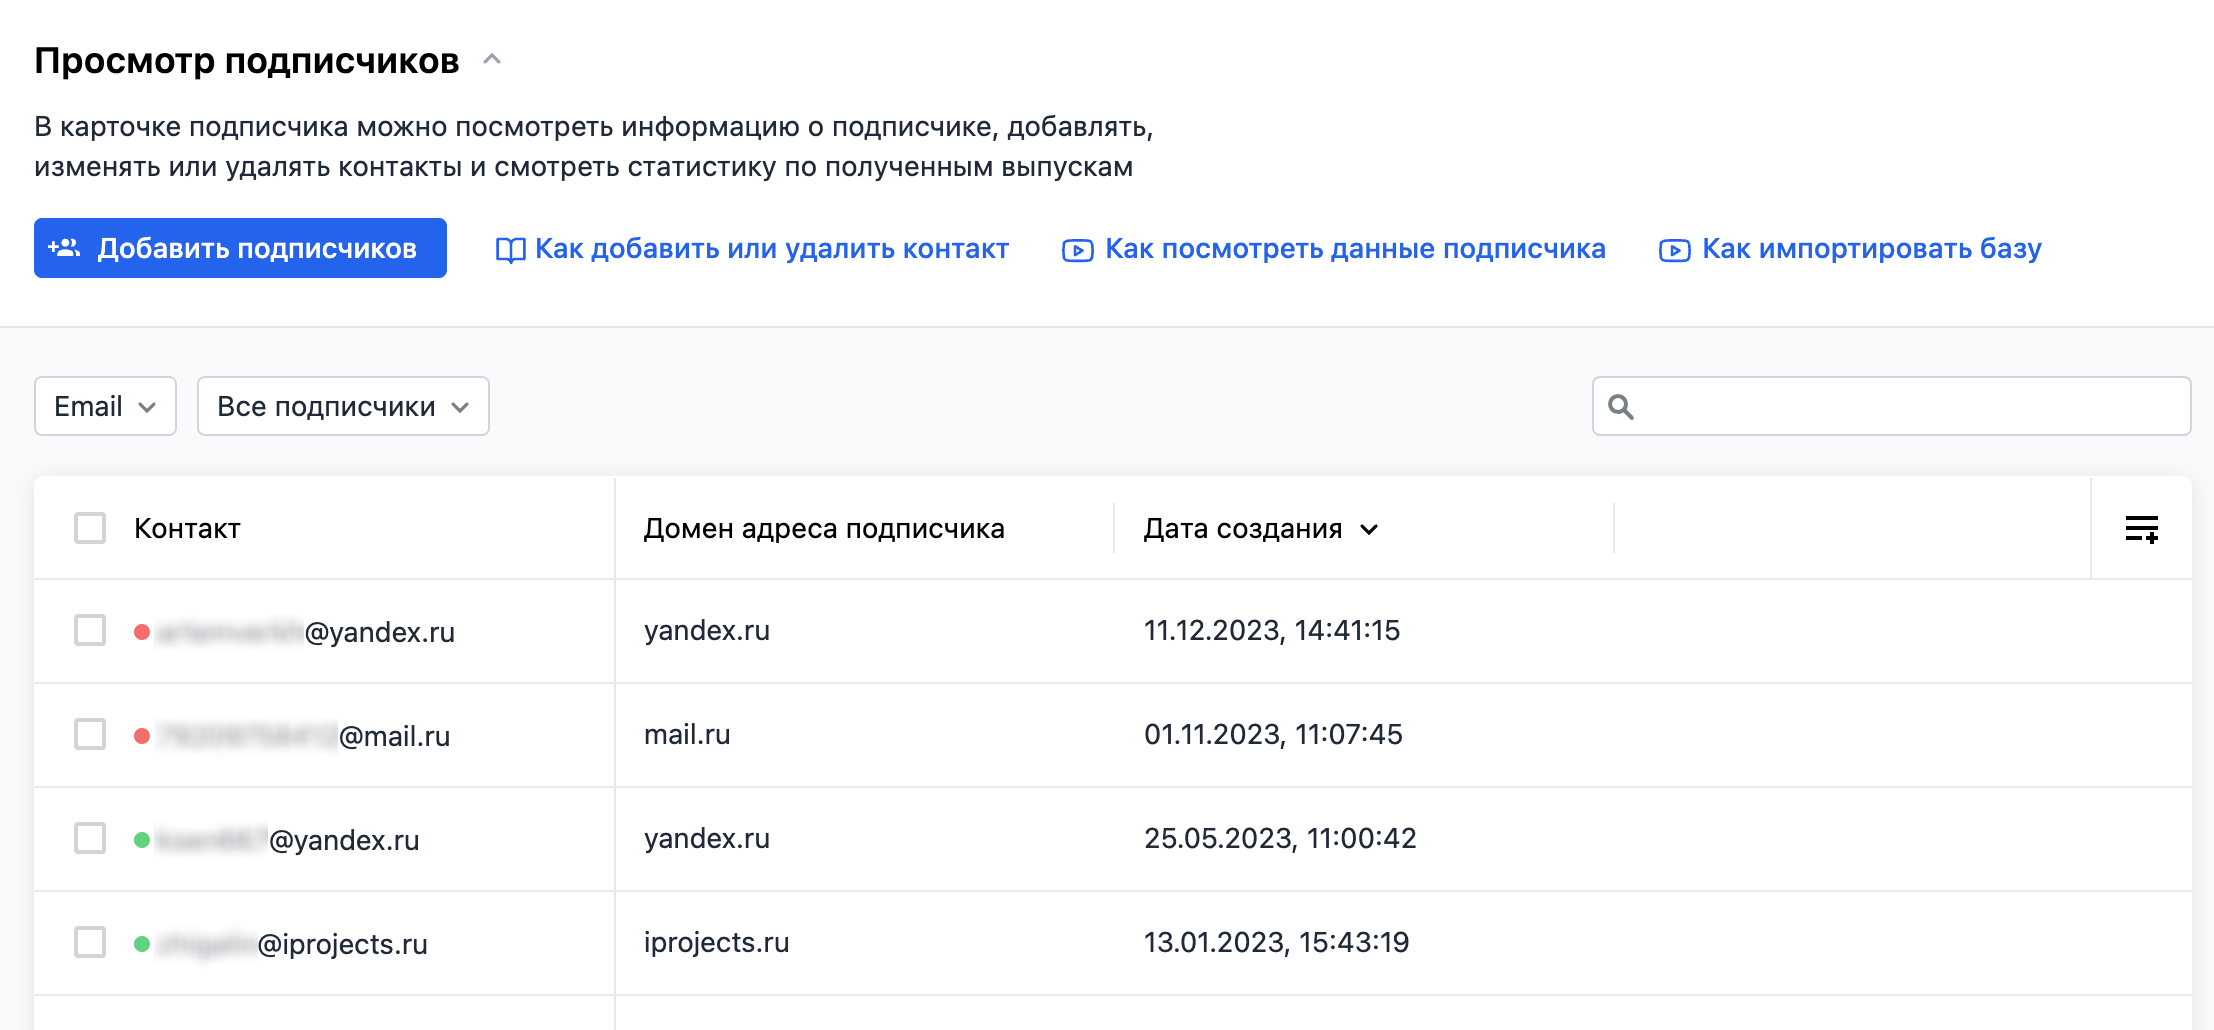 Просмотр подписчиков
В карточке подписчика можно посмотреть информацию о подписчике, добавлять,
изменять или удалять контакты и смотреть статистику по полученным выпускам
Добавить подписчиков Как добавить или удалить контакт Как посмотреть данные подписчика Как импортировать базу
Email Все подписчики
Контакт Домен адреса подписчика Дата создания
@yandex.ru yandex.ru 11.12.2023, 14:41:15
@mail.ru mail.ru 01.11.2023, 11:07:45
@yandex.ru yandex.ru 25.05.2023, 11:00:42
@iprojects.ru iprojects.ru 13.01.2023, 15:43:19